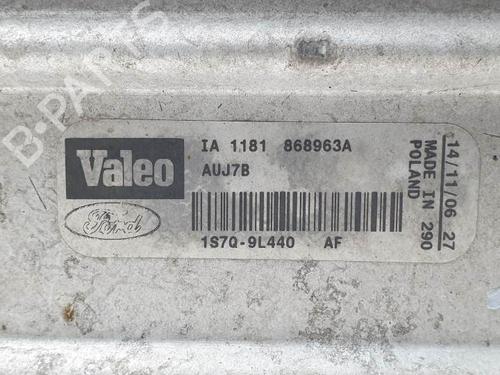 B-PARTS
Valeo
IA 1181 868963A
AUJ7B
Ford
1S7Q-9L440 AF
14/11/06 27
MADE IN 290
POLAND